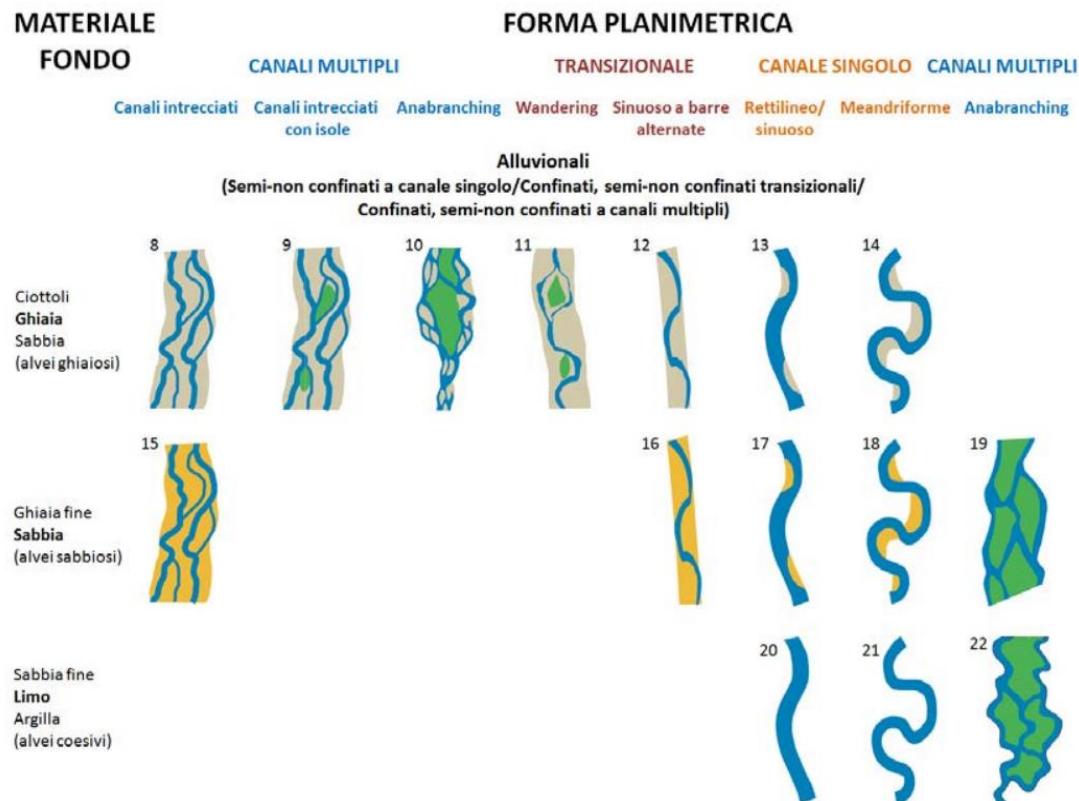 MATERIALE
FONDO
FORMA PLANIMETRICA
CANALI MULTIPLI
TRANSIZIONALE
CANALE SINGOLO
CANALI MULTIPLI
Canali intrecciati
Canali intrecciati
con isole
Anabranching
Wandering
Sinuoso a barre
alternate
Rettilineo/
sinuoso
Meandriforme
Anabranching
Alluvionali
(Semi-non confinati a canale singolo/Confinati, semi-non confinati transizionali/
Confinati, semi-non confinati a canali multipli)
8
9
10
11
12
13
14
Ciottoli
Ghiaia
Sabbia
(alvei ghiaiosi)
15
16
17
18
19
Ghiaia fine
Sabbia
(alvei sabbiosi)
20
21
22
Sabbia fine
Limo
Argilla
(alvei coesivi)